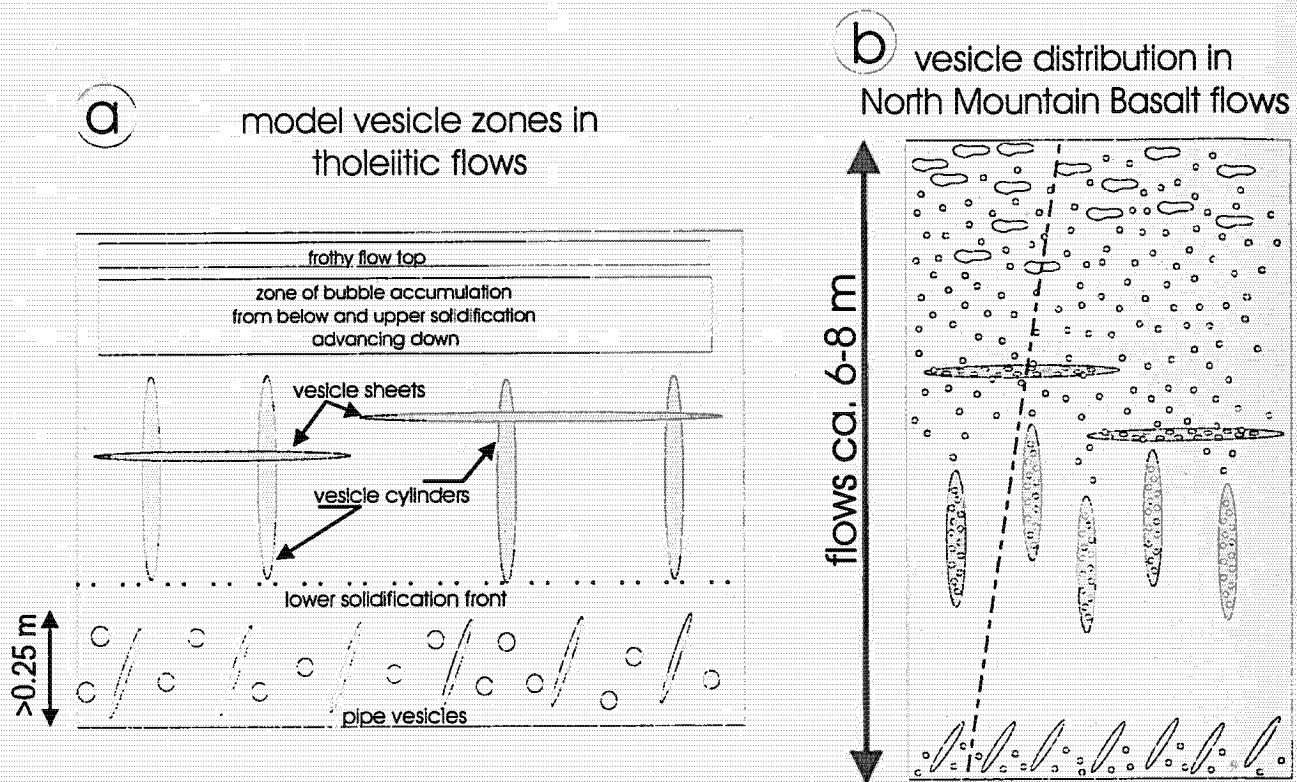 a
model vesicle zones in
tholeiitic flows
frothy flow top
zone of bubble accumulation
from below and upper solidification
advancing down
vesicle sheets
vesicle cylinders
lower solidification front
>0.25 m
pipe vesicles
b
vesicle distribution in
North Mountain Basalt flows
flows ca. 6-8 m